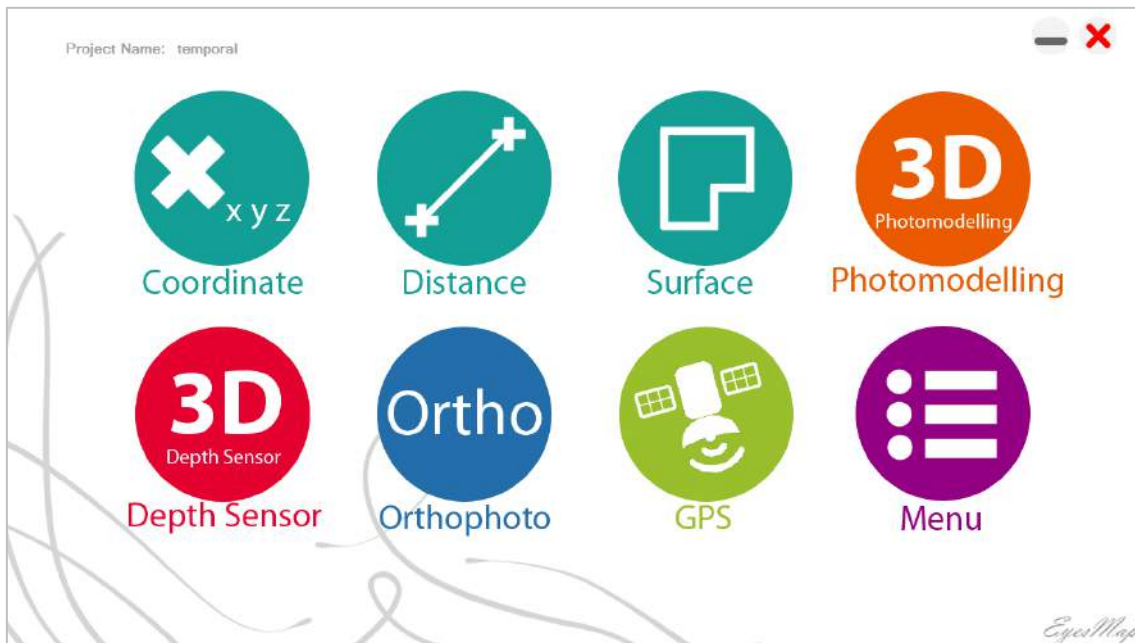 Project Name: temporal
x y z
Coordinate
Distance
Surface
3D
Photomodelling
Photomodelling
3D
Depth Sensor
Depth Sensor
Ortho
Orthophoto
GPS
Menu
EyesMap